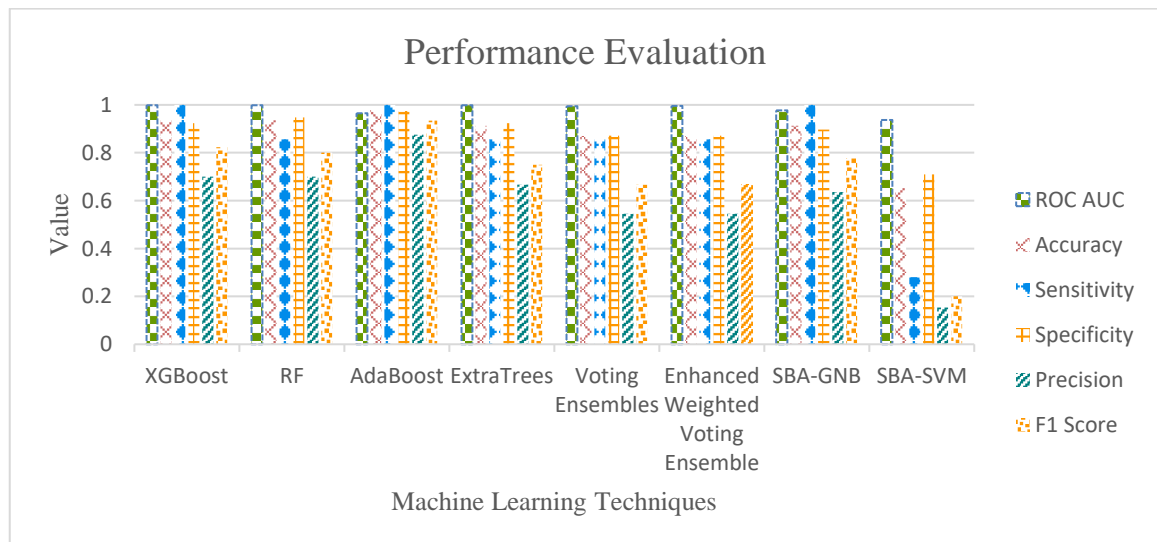 Performance Evaluation
1
0.8
0.6
0.4
0.2
0
Value
XGBoost
RF
AdaBoost
ExtraTrees
Voting
Ensembles
Enhanced
Weighted
Voting
Ensemble
SBA-GNB
SBA-SVM
Machine Learning Techniques
ROC AUC
Accuracy
Sensitivity
Specificity
Precision
F1 Score